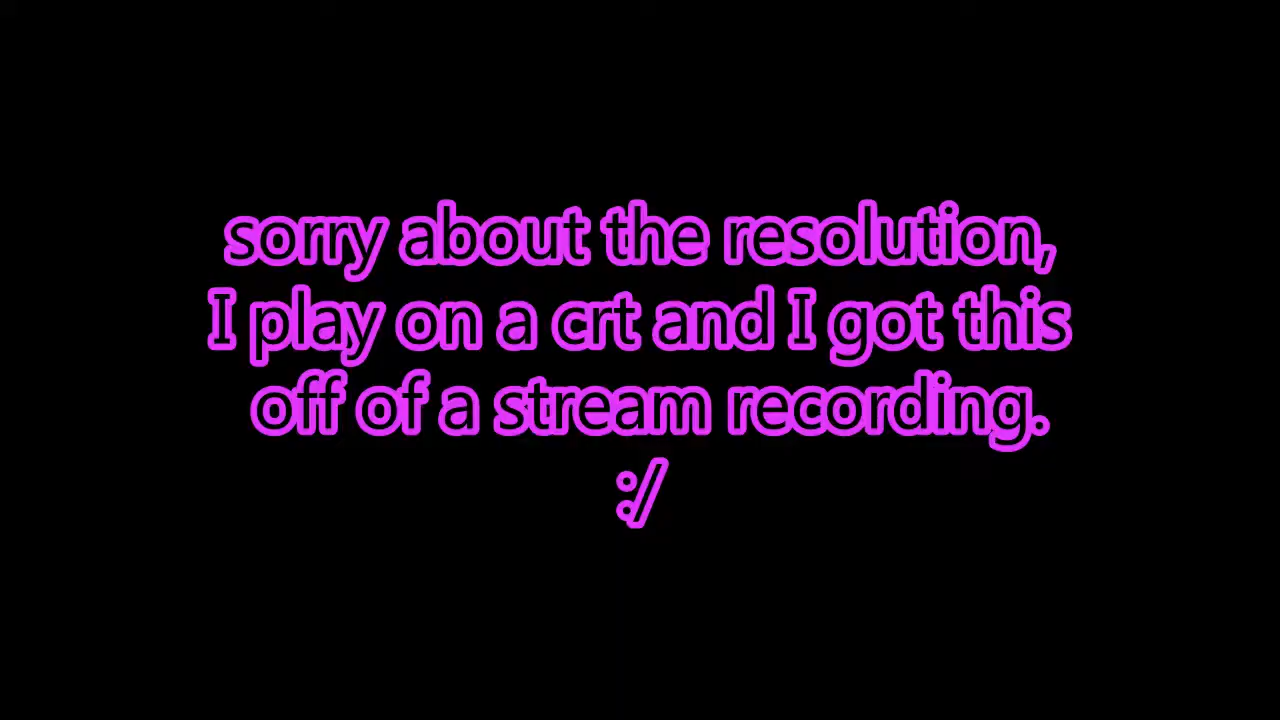 sorry about the resolution,
I play on a crt and I got this
off of a stream recording.
:/